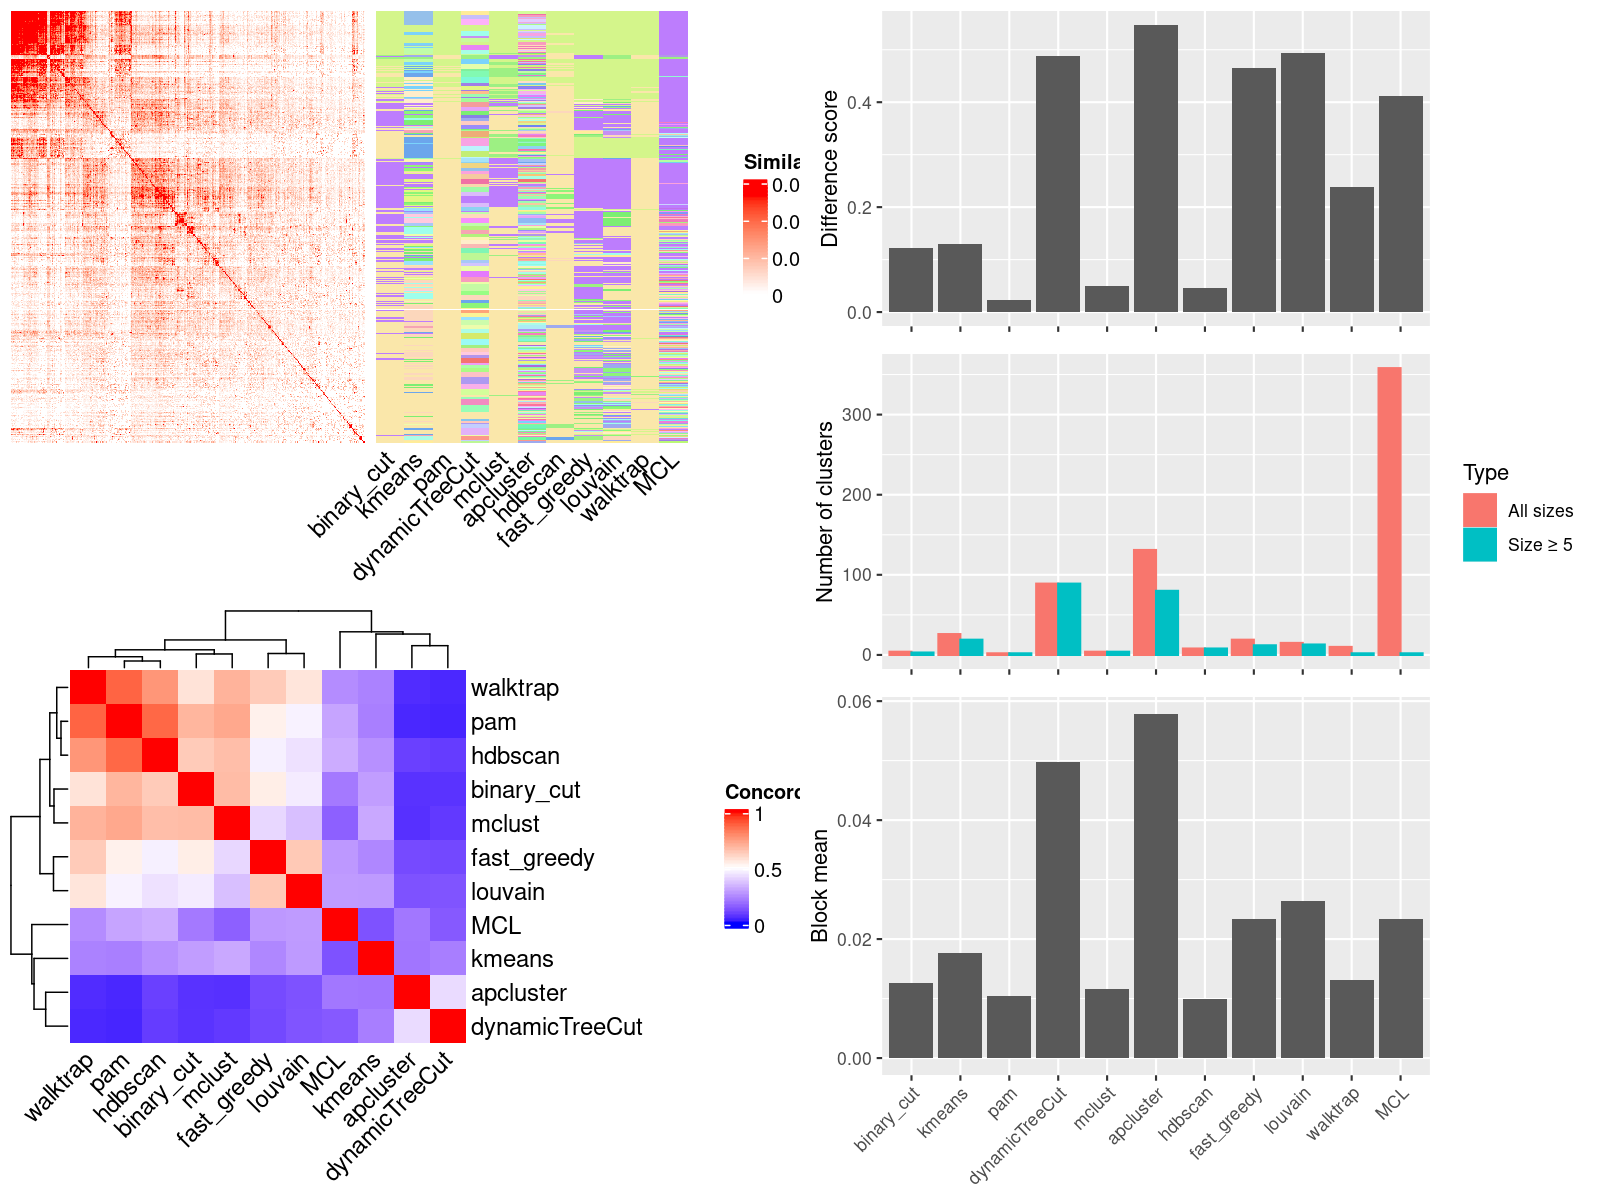 Simila
0.0
0.0
0.0
0
binary_cut
kmeans
pam
dynamicTreeCut
mclust
apcluster
hdbscan
fast_greedy
louvain
walktrap
MCL
walktrap
pam
hdbscan
binary_cut
mclust
fast_greedy
louvain
MCL
kmeans
apcluster
dynamicTreeCut
walktrap
pam
hdbscan
binary_cut
mclust
fast_greedy
louvain
MCL
kmeans
apcluster
dynamicTreeCut
Concord
1
0.5
0
Difference score
0.4
0.2
0.0
Number of clusters
300
200
100
0
Type
All sizes
Size ≥ 5
Block mean
0.06
0.04
0.02
0.00
binary_cut
kmeans
pam
dynamicTreeCut
mclust
apcluster
hdbscan
fast_greedy
louvain
walktrap
MCL